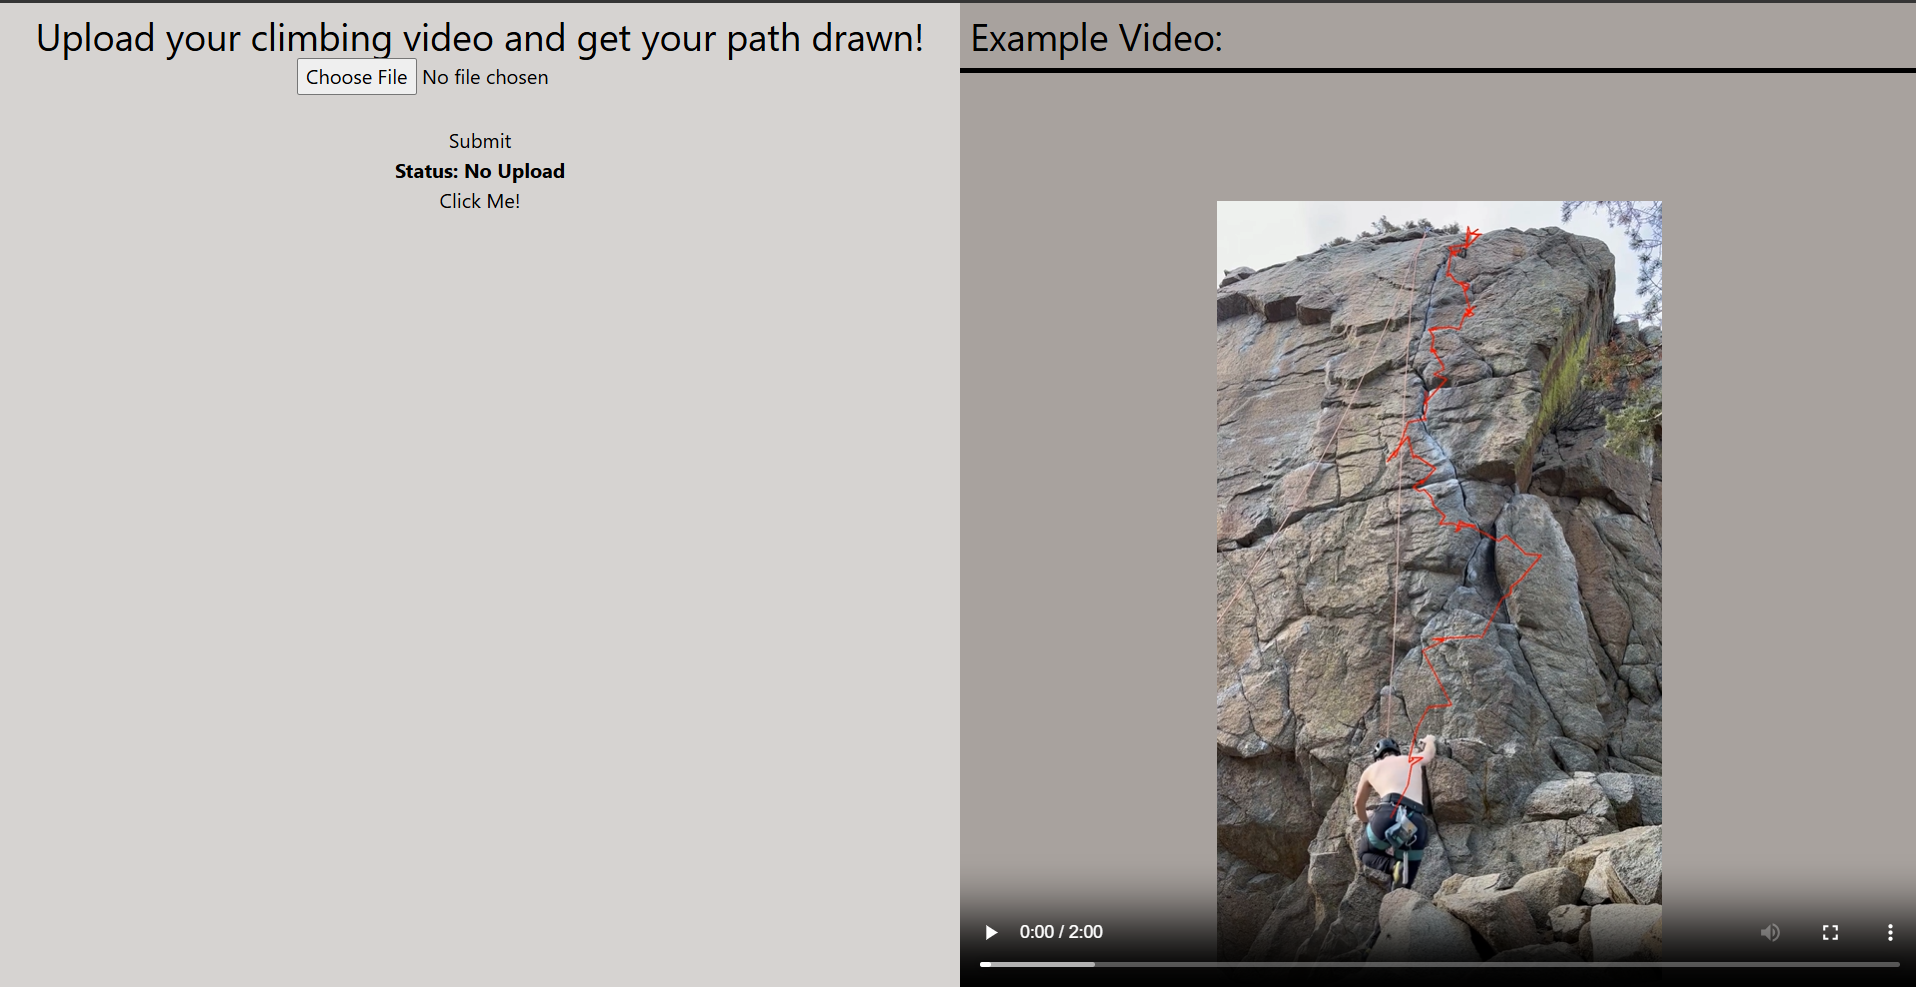 Upload your climbing video and get your path drawn!
Choose File No file chosen
Submit
Status: No Upload
Click Me!
Example Video:
0:00 / 2:00